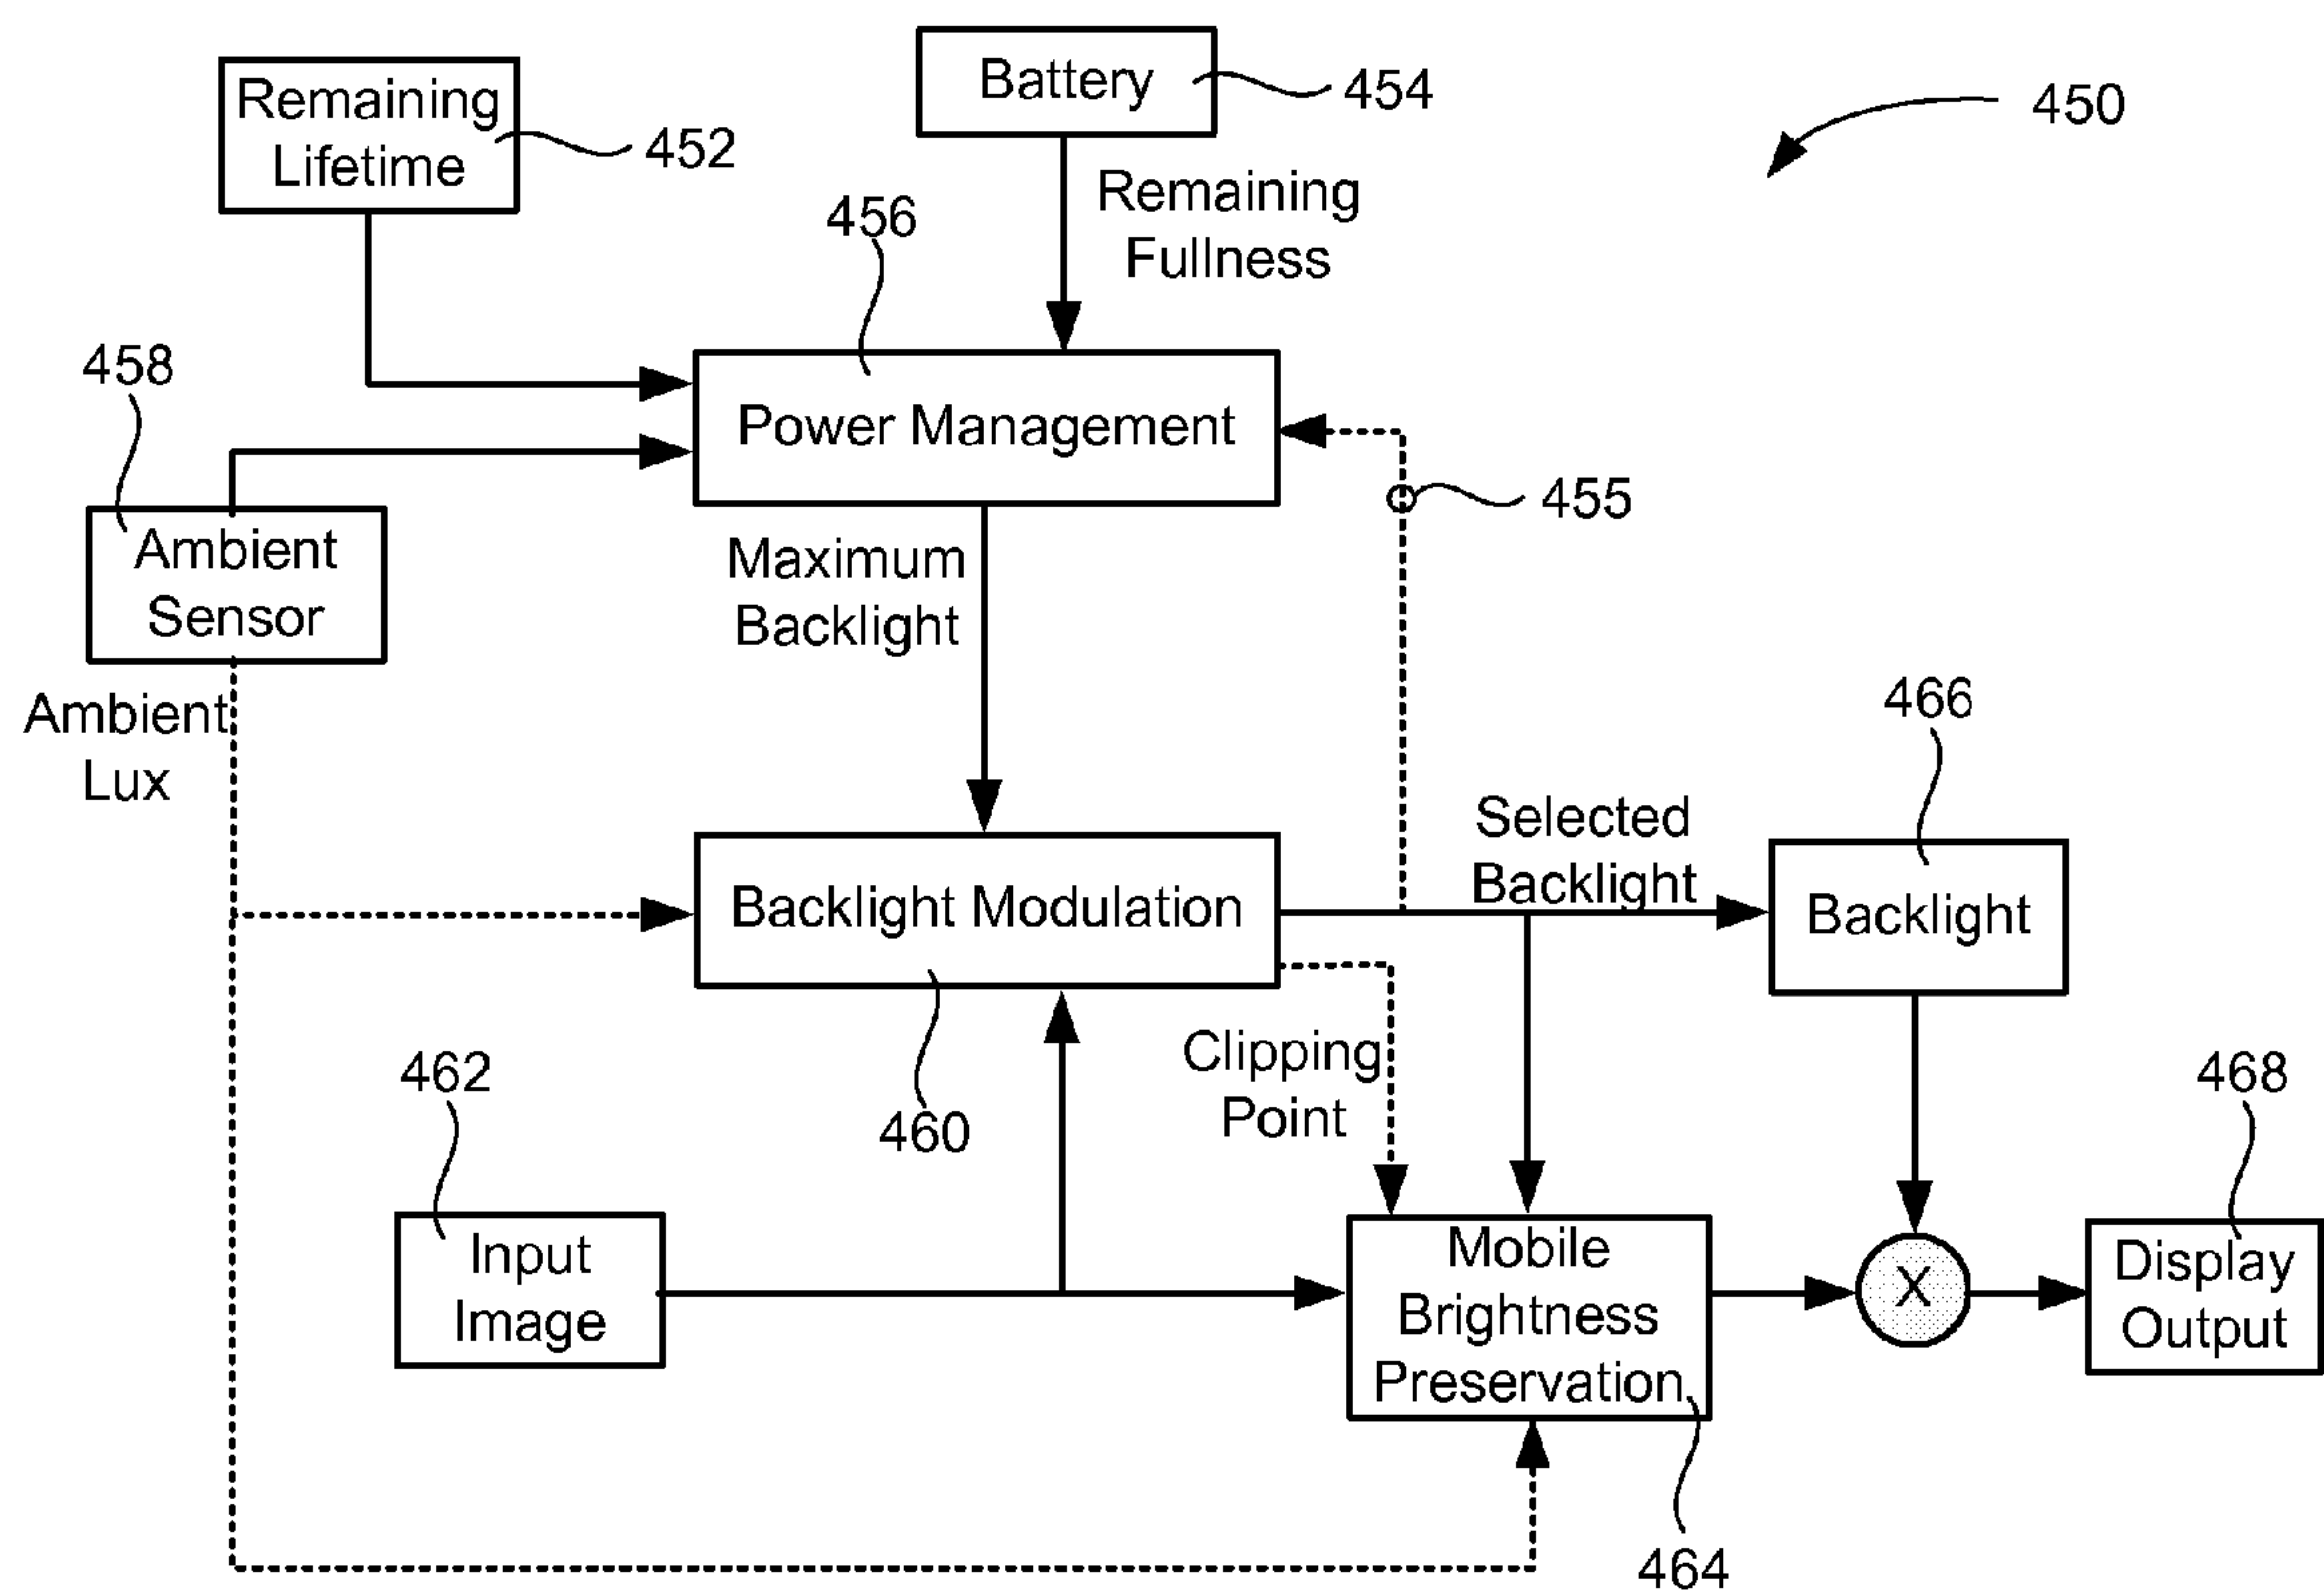 Remaining
Lifetime
452
Battery
454
450
Remaining
Fullness
456
458
Power Management
455
Ambient
Sensor
Maximum
Backlight
Ambient
Lux
466
Selected
Backlight
Backlight Modulation
Backlight
Clipping
Point
462
460
468
Input
Image
Mobile
Brightness
Preservation
X
Display
Output
464